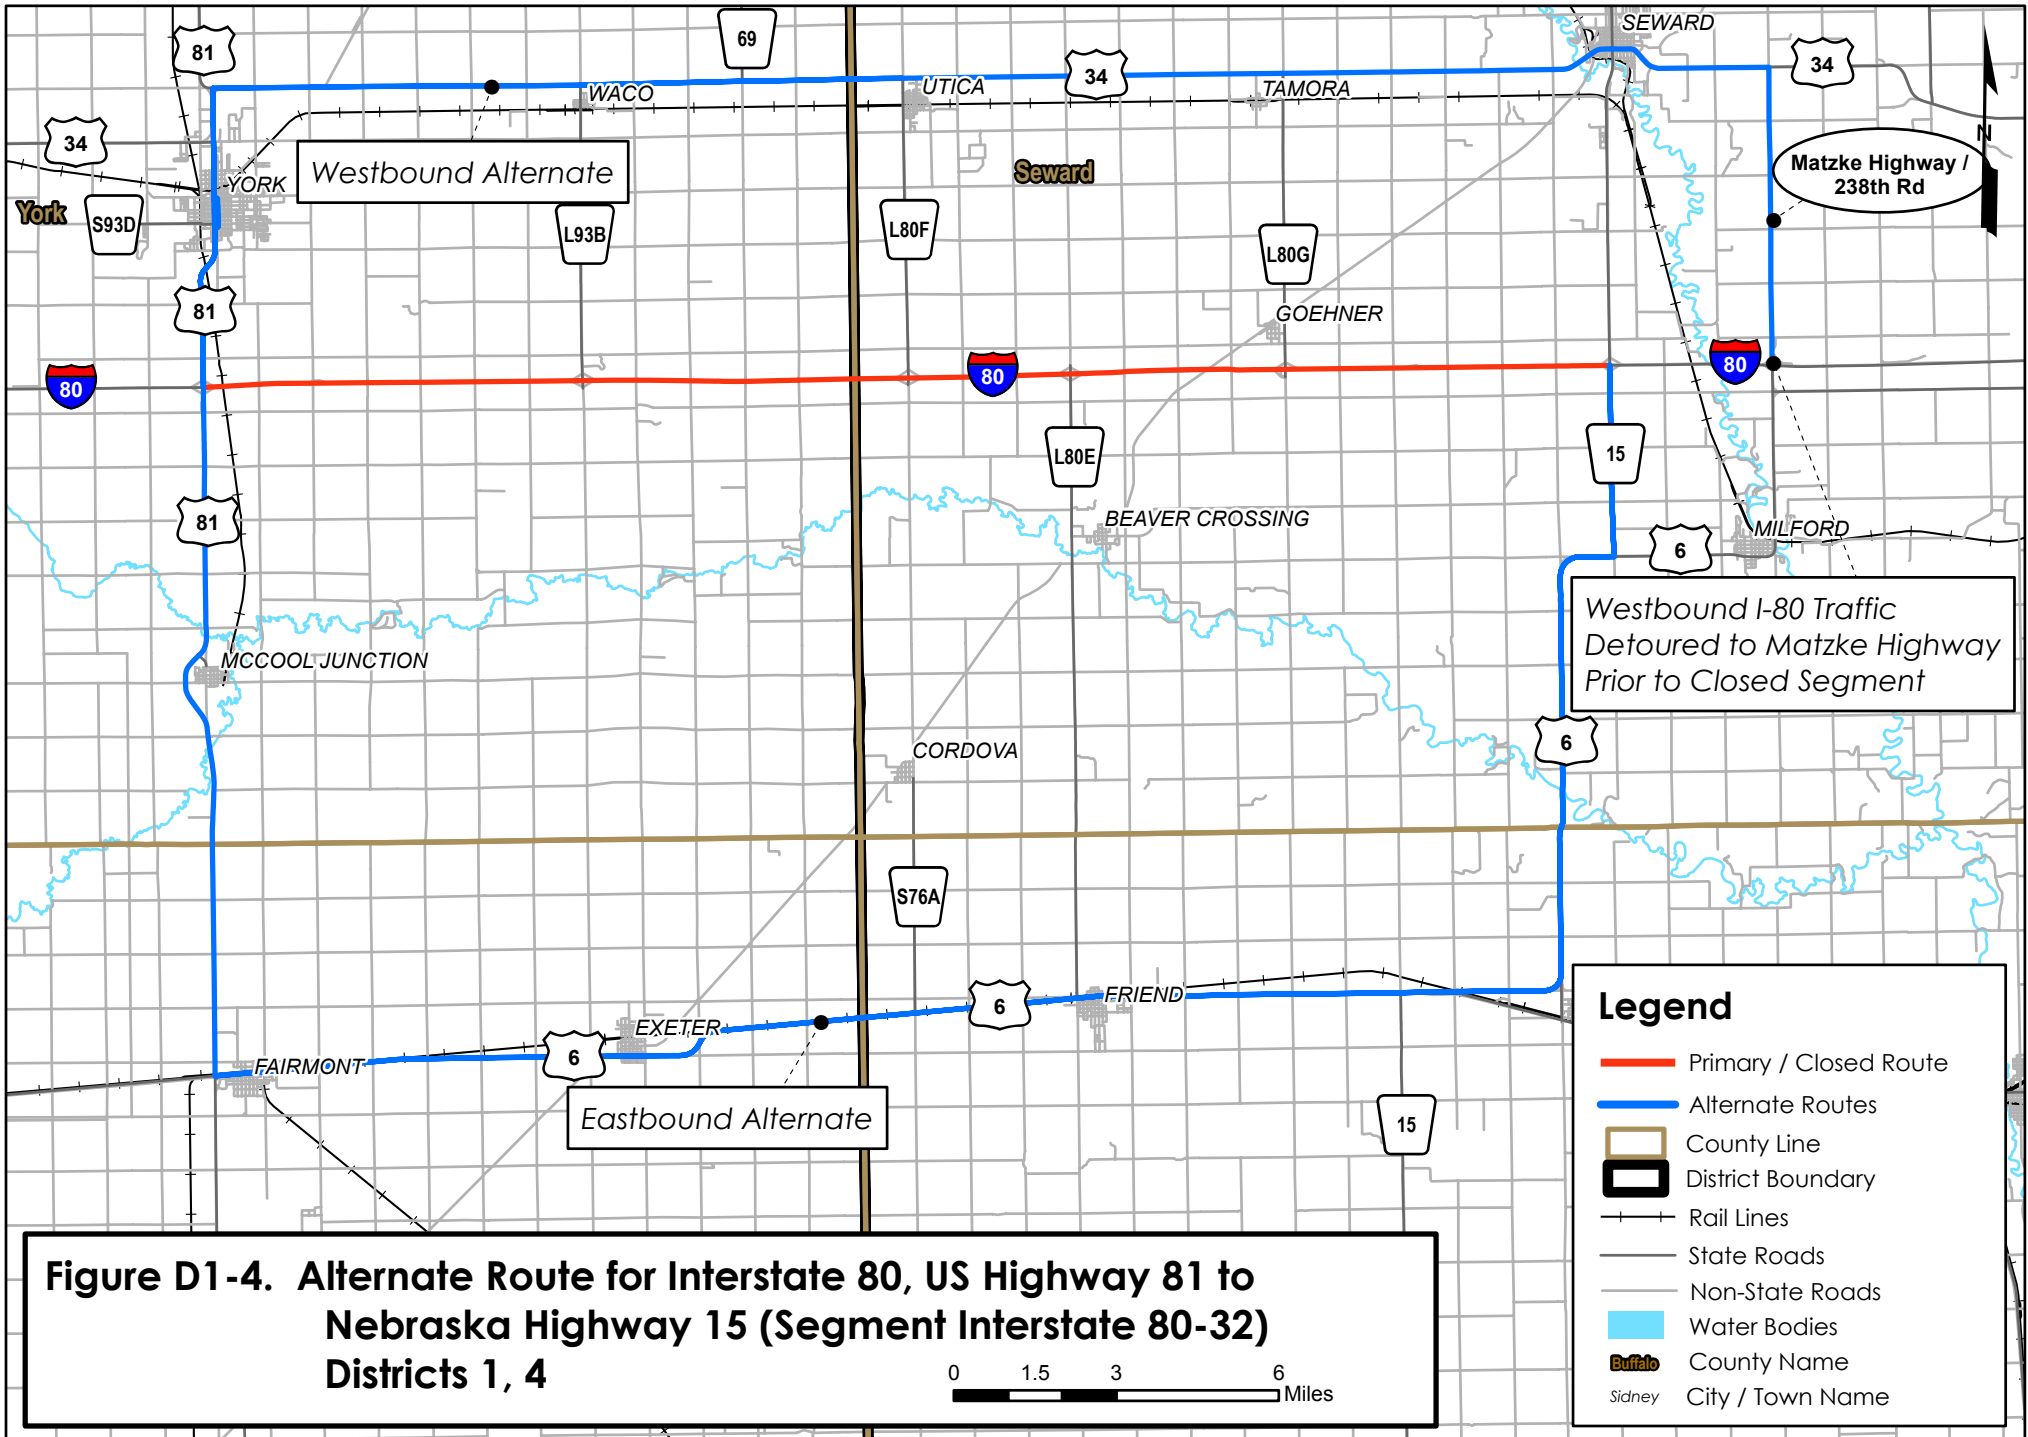 SEWARD
81
69
34
34
WACO
UTICA
TAMORA
34
N
Matzke Highway /
238th Rd
Westbound Alternate
Seward
YORK
York
S93D
L93B
L80F
L80G
81
GOEHNER
80
80
80
L80E
15
81
BEAVER CROSSING
6
MILFORD
Westbound I-80 Traffic
Detoured to Matzke Highway
Prior to Closed Segment
MCCOOL JUNCTION
6
CORDOVA
S76A
6
FRIEND
EXETER
6
FAIRMONT
Eastbound Alternate
15
Legend
Primary / Closed Route
Alternate Routes
County Line
District Boundary
Rail Lines
State Roads
Non-State Roads
Water Bodies
Buffalo County Name
Sidney City / Town Name
Figure D1-4. Alternate Route for Interstate 80, US Highway 81 to
Nebraska Highway 15 (Segment Interstate 80-32)
Districts 1, 4
0 1.5 3 6
Miles